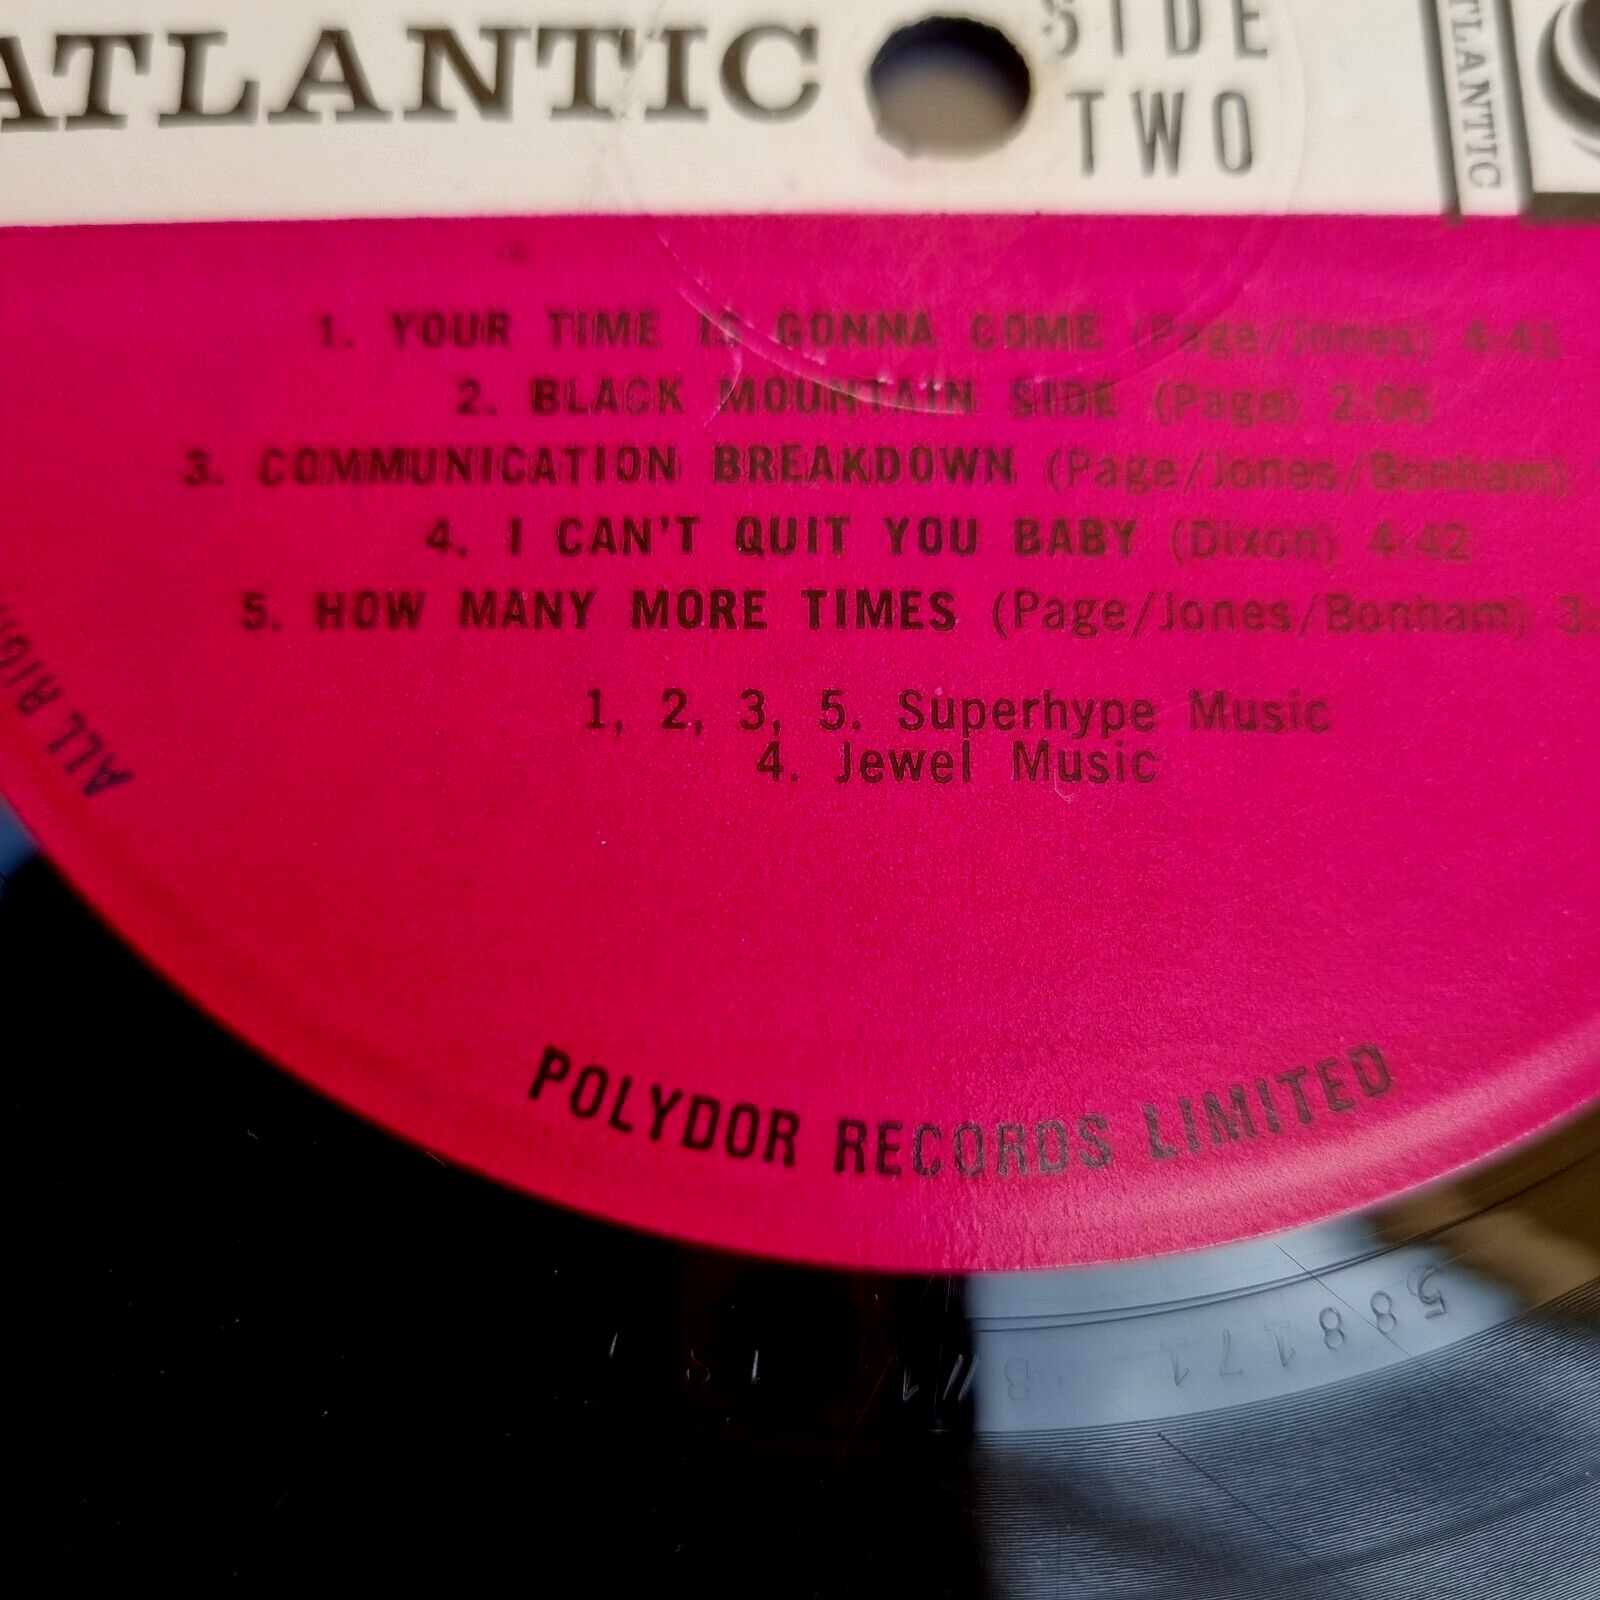 ATLANTIC
SIDE
TWO
ATLANTIC
1. YOUR TIME IS GONNA COME (Page/Jones) 4:41
2. BLACK MOUNTAIN SIDE (Page) 2:06
3. COMMUNICATION BREAKDOWN (Page/Jones/Bonham)
4. I CAN'T QUIT YOU BABY (Dixon) 4:42
5. HOW MANY MORE TIMES (Page/Jones/Bonham) 3:
1, 2, 3, 5. Superhype Music
4. Jewel Music
ALL
POLYDOR RECORDS LIMITED
588171 B//1